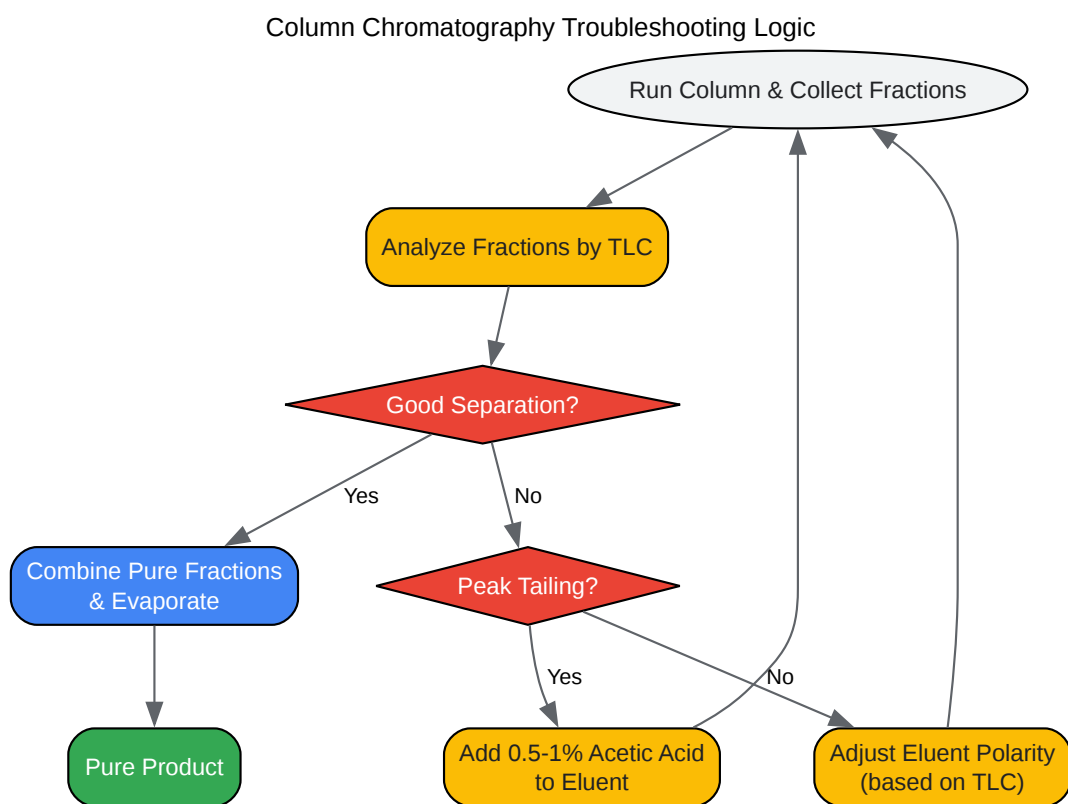 Column Chromatography Troubleshooting Logic
Run Column & Collect Fractions
Analyze Fractions by TLC
Good Separation?
Yes
No
Combine Pure Fractions
& Evaporate
Peak Tailing?
Yes
No
Pure Product
Add 0.5-1% Acetic Acid
to Eluent
Adjust Eluent Polarity
(based on TLC)